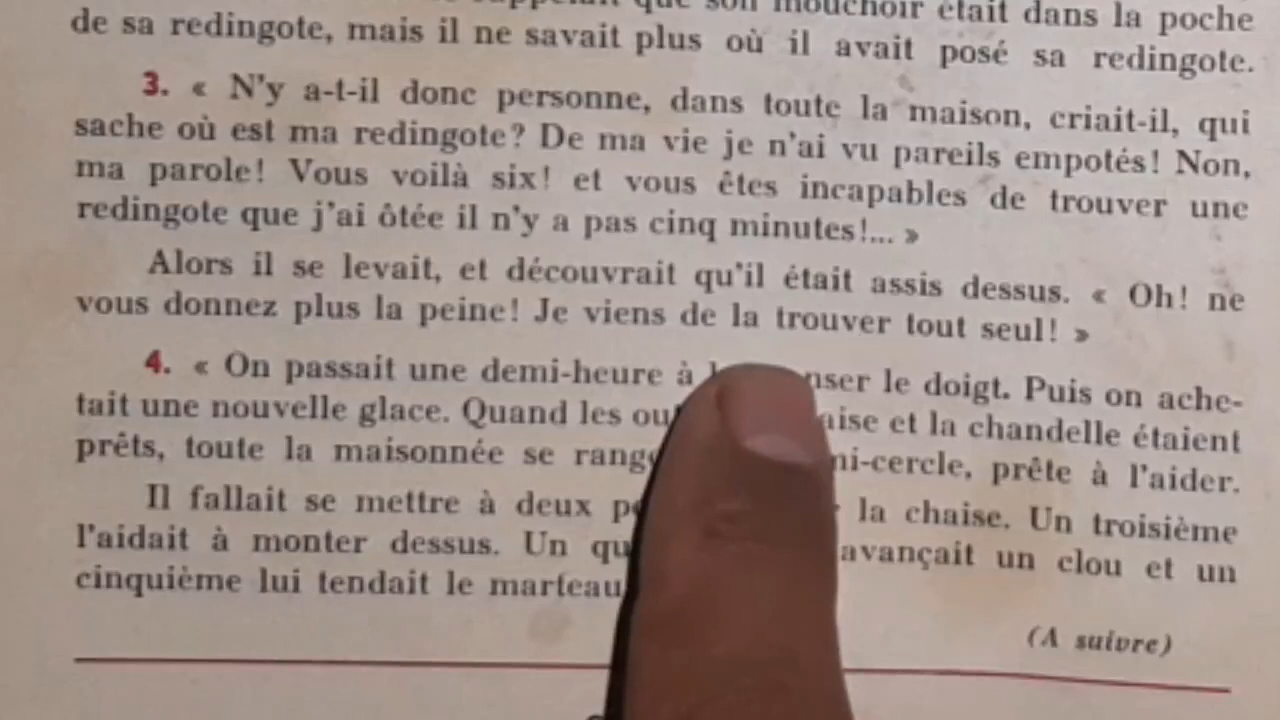 que son mouchoir était dans la poche
de sa redingote, mais il ne savait plus où il avait posé sa redingote.
3. « N'y a-t-il donc personne, dans toute la maison, criait-il, qui
sache où est ma redingote? De ma vie je n'ai vu pareils empotés! Non,
ma parole! Vous voilà six! et vous êtes incapables de trouver une
redingote que j'ai ôtée il n'y a pas cinq minutes!... »
Alors il se levait, et découvrait qu'il était assis dessus. « Oh! ne
vous donnez plus la peine! Je viens de la trouver tout seul! »
4. « On passait une demi-heure à le doigt. Puis on ache-
tait une nouvelle glace. Quand les et la chandelle étaient
prêts, toute la maisonnée se prête à l'aider.
Il fallait se mettre à deux la chaise. Un troisième
l'aidait à monter dessus. Un avançait un clou et un
cinquième lui tendait le marteau
(A suivre)